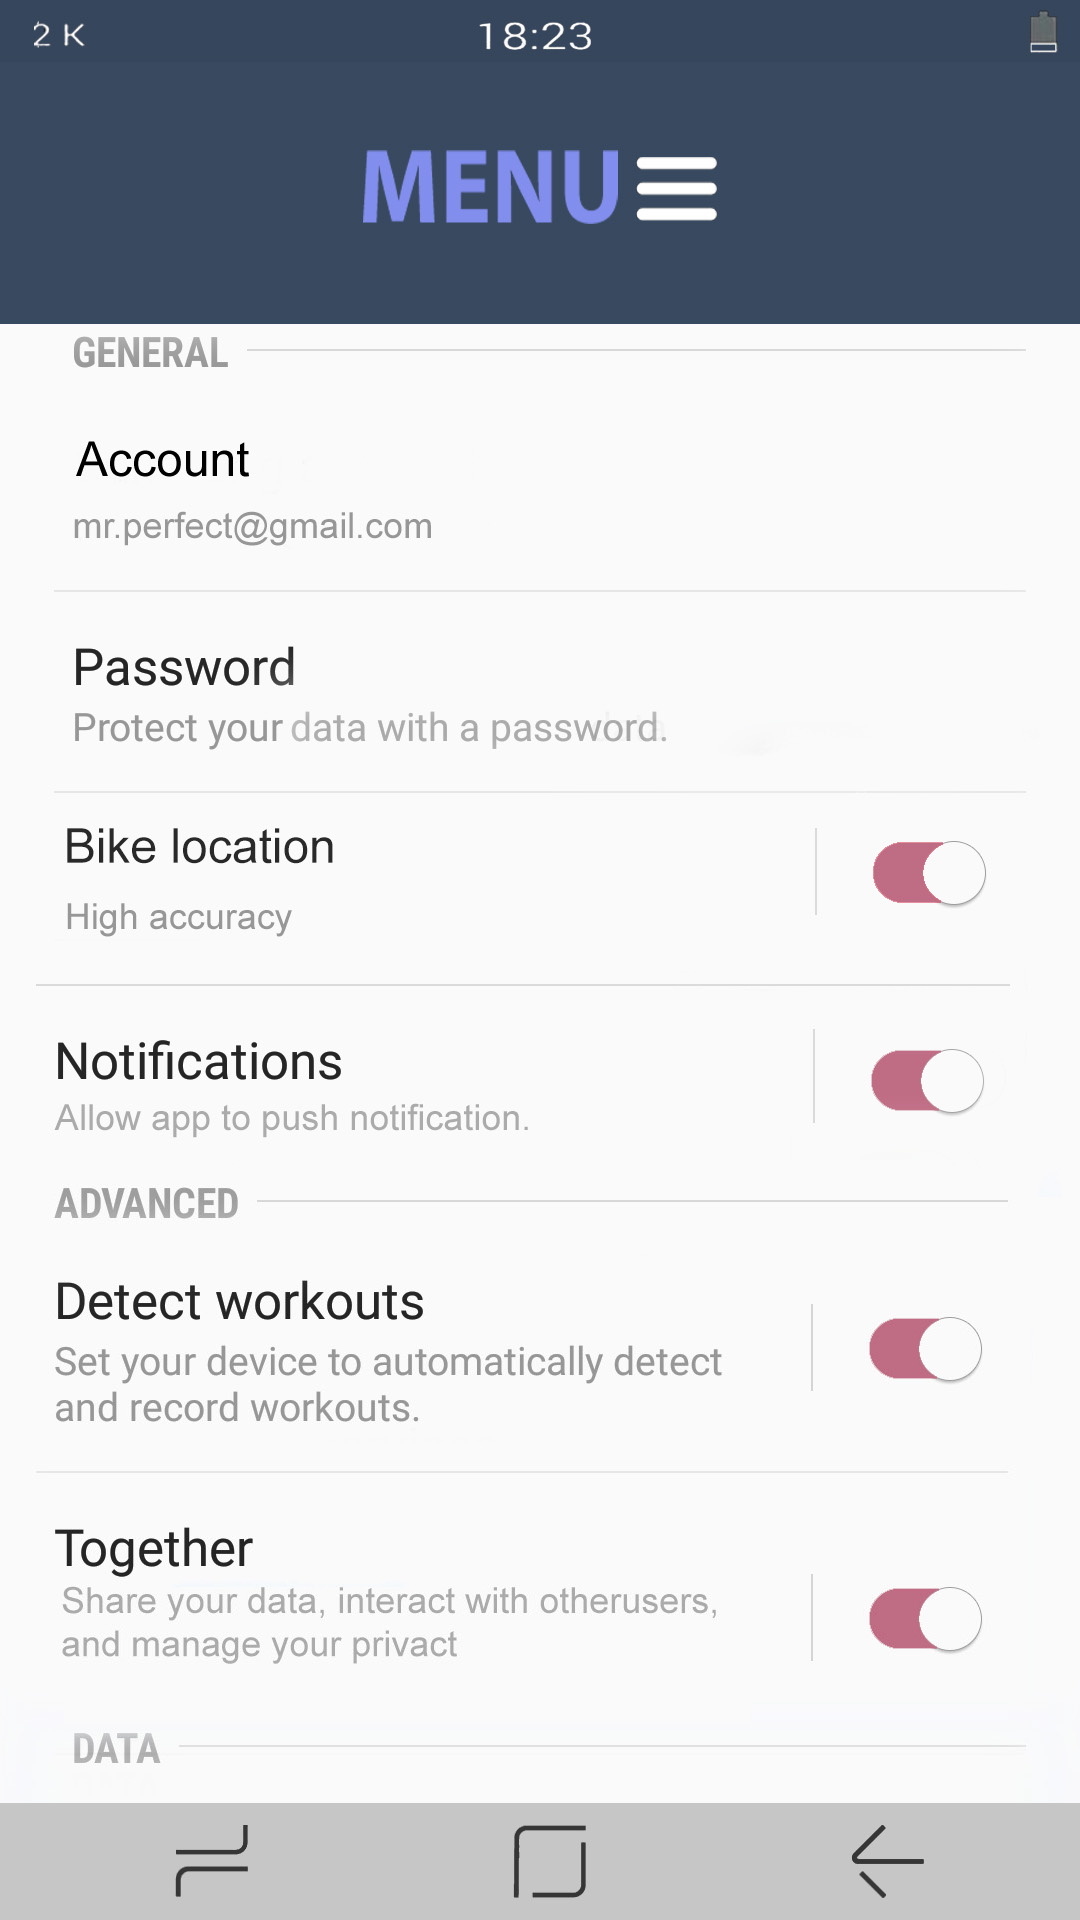 2 K
18:23
MENU
GENERAL
Account
mr.perfect@gmail.com
Password
Protect your data with a password.
Bike location
High accuracy
Notifications
Allow app to push notification.
ADVANCED
Detect workouts
Set your device to automatically detect
and record workouts.
Together
Share your data, interact with otherusers,
and manage your privact
DATA